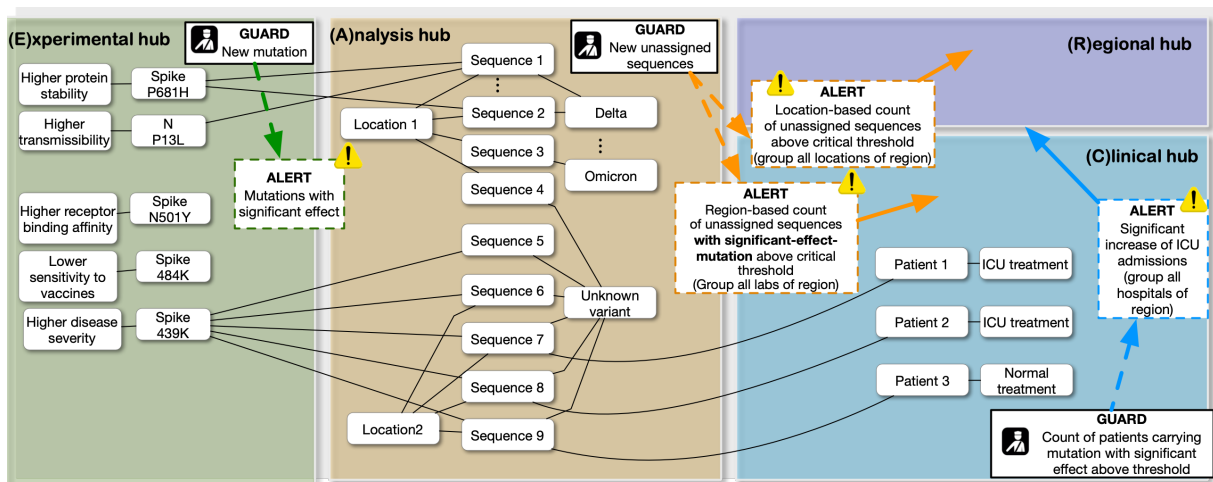 (E)xperimental hub
GUARD
New mutation
Higher protein
stability
Spike
P681H
Higher
transmissibility
N
P13L
ALERT
Mutations with
significant effect
Higher receptor
binding affinity
Spike
N501Y
Lower
sensitivity to
vaccines
Spike
484K
Higher disease
severity
Spike
439K
(A)nalysis hub
GUARD
New unassigned
sequences
Sequence 1
Sequence 2
Delta
Location 1
Sequence 3
Omicron
Sequence 4
Sequence 5
Sequence 6
Unknown
variant
Sequence 7
Sequence 8
Location2
Sequence 9
(R)egional hub
ALERT
Location-based count
of unassigned sequences
above critical threshold
(group all locations of region)
(C)linical hub
ALERT
Region-based count
of unassigned sequences
with significant-effect-
mutation above critical
threshold
(Group all labs of region)
ALERT
Significant
increase of ICU
admissions
(group all
hospitals of
region)
Patient 1
ICU treatment
Patient 2
ICU treatment
Patient 3
Normal
treatment
GUARD
Count of patients carrying
mutation with significant
effect above threshold